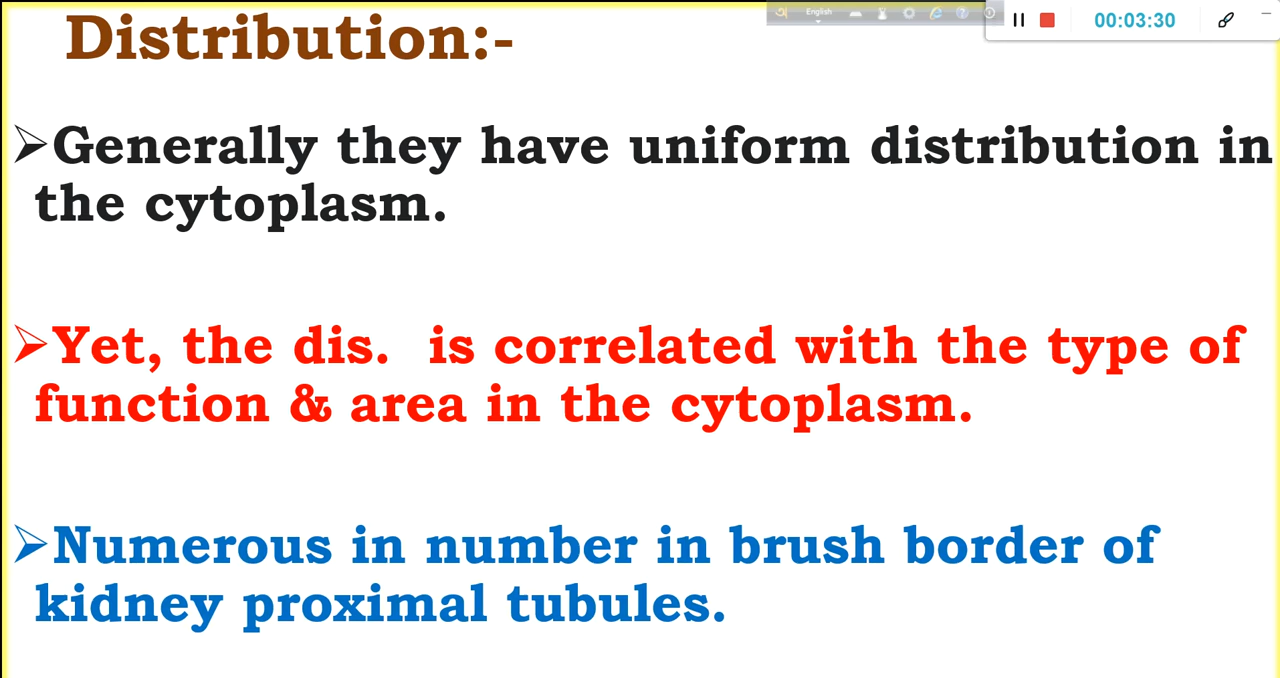 Distribution:-
English
00:03:30
➢Generally they have uniform distribution in
the cytoplasm.
➢Yet, the dis. is correlated with the type of
function & area in the cytoplasm.
➢Numerous in number in brush border of
kidney proximal tubules.